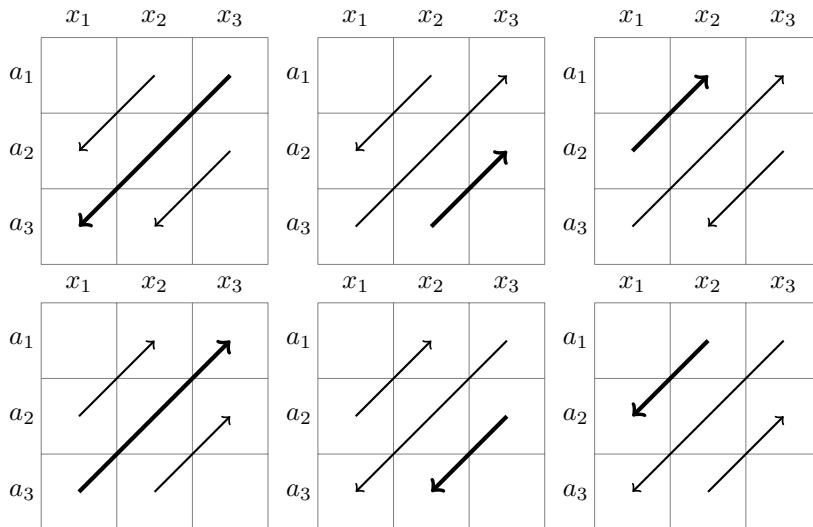 x₁ x₂ x₃ x₁ x₂ x₃ x₁ x₂ x₃
a₁ a₁ a₁
a₂ a₂ a₂
a₃ a₃ a₃
x₁ x₂ x₃ x₁ x₂ x₃ x₁ x₂ x₃
a₁ a₁ a₁
a₂ a₂ a₂
a₃ a₃ a₃